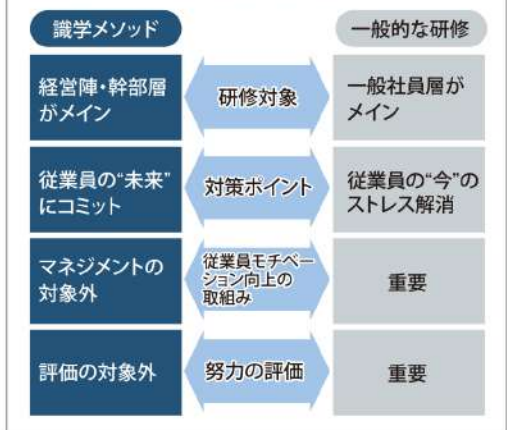 識学メソッド
一般的な研修
経営陣・幹部層
がメイン
研修対象
一般社員層が
メイン
従業員の“未来”
にコミット
対策ポイント
従業員の“今”の
ストレス解消
マネジメントの
対象外
従業員モチベー
ション向上の
取組み
重要
評価の対象外
努力の評価
重要